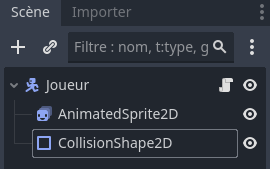 Scène
Importer
Filtre : nom, t:type, g
Joueur
AnimatedSprite2D
CollisionShape2D